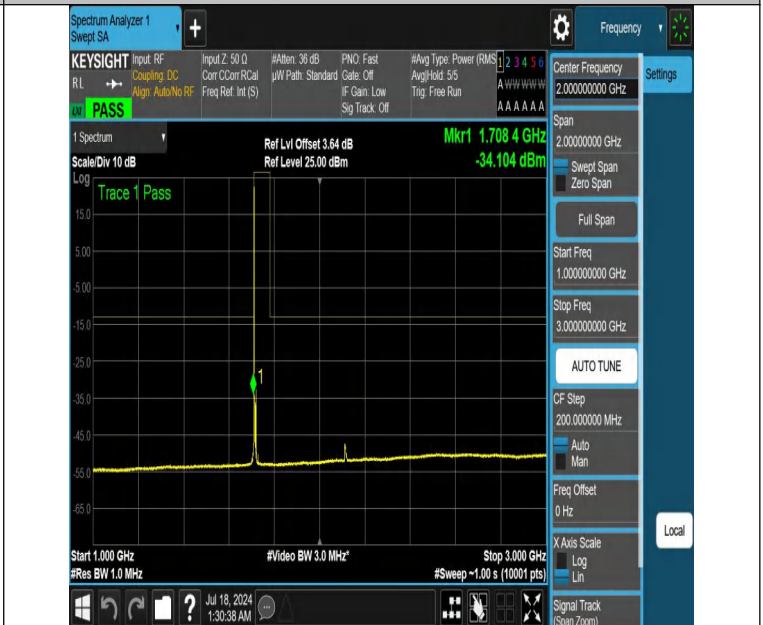 Spectrum Analyzer 1
Swept SA
+
Frequency
KEYSIGHT
RL
PASS
Input: RF
Coupling: DC
Align: Auto/No RF
Input Z: 50 Ω
Corr CCorr RCal
Freq Ref: Int (S)
#Atten: 36 dB
µW Path: Standard
PNO: Fast
Gate: Off
IF Gain: Low
Sig Track: Off
#Avg Type: Power (RMS
Avg|Hold: 5/5
Trig: Free Run
1 2 3 4 5 6
A W W W W W
A A A A A A
1 Spectrum
Scale/Div 10 dB
Ref Lvl Offset 3.64 dB
Ref Level 25.00 dBm
Mkr1 1.708 4 GHz
-34.104 dBm
Log
Trace 1 Pass
15.0
5.00
-5.00
-15.0
-25.0
1
-35.0
-45.0
-55.0
-65.0
Start 1.000 GHz
#Res BW 1.0 MHz
#Video BW 3.0 MHz*
Stop 3.000 GHz
#Sweep ~1.00 s (10001 pts)
?
Jul 18, 2024
1:30:38 AM
Center Frequency
2.000000000 GHz
Settings
Span
2.00000000 GHz
Swept Span
Zero Span
Full Span
Start Freq
1.000000000 GHz
Stop Freq
3.000000000 GHz
AUTO TUNE
CF Step
200.000000 MHz
Auto
Man
Freq Offset
0 Hz
X Axis Scale
Log
Lin
Local
Signal Track
(Span Zoom)